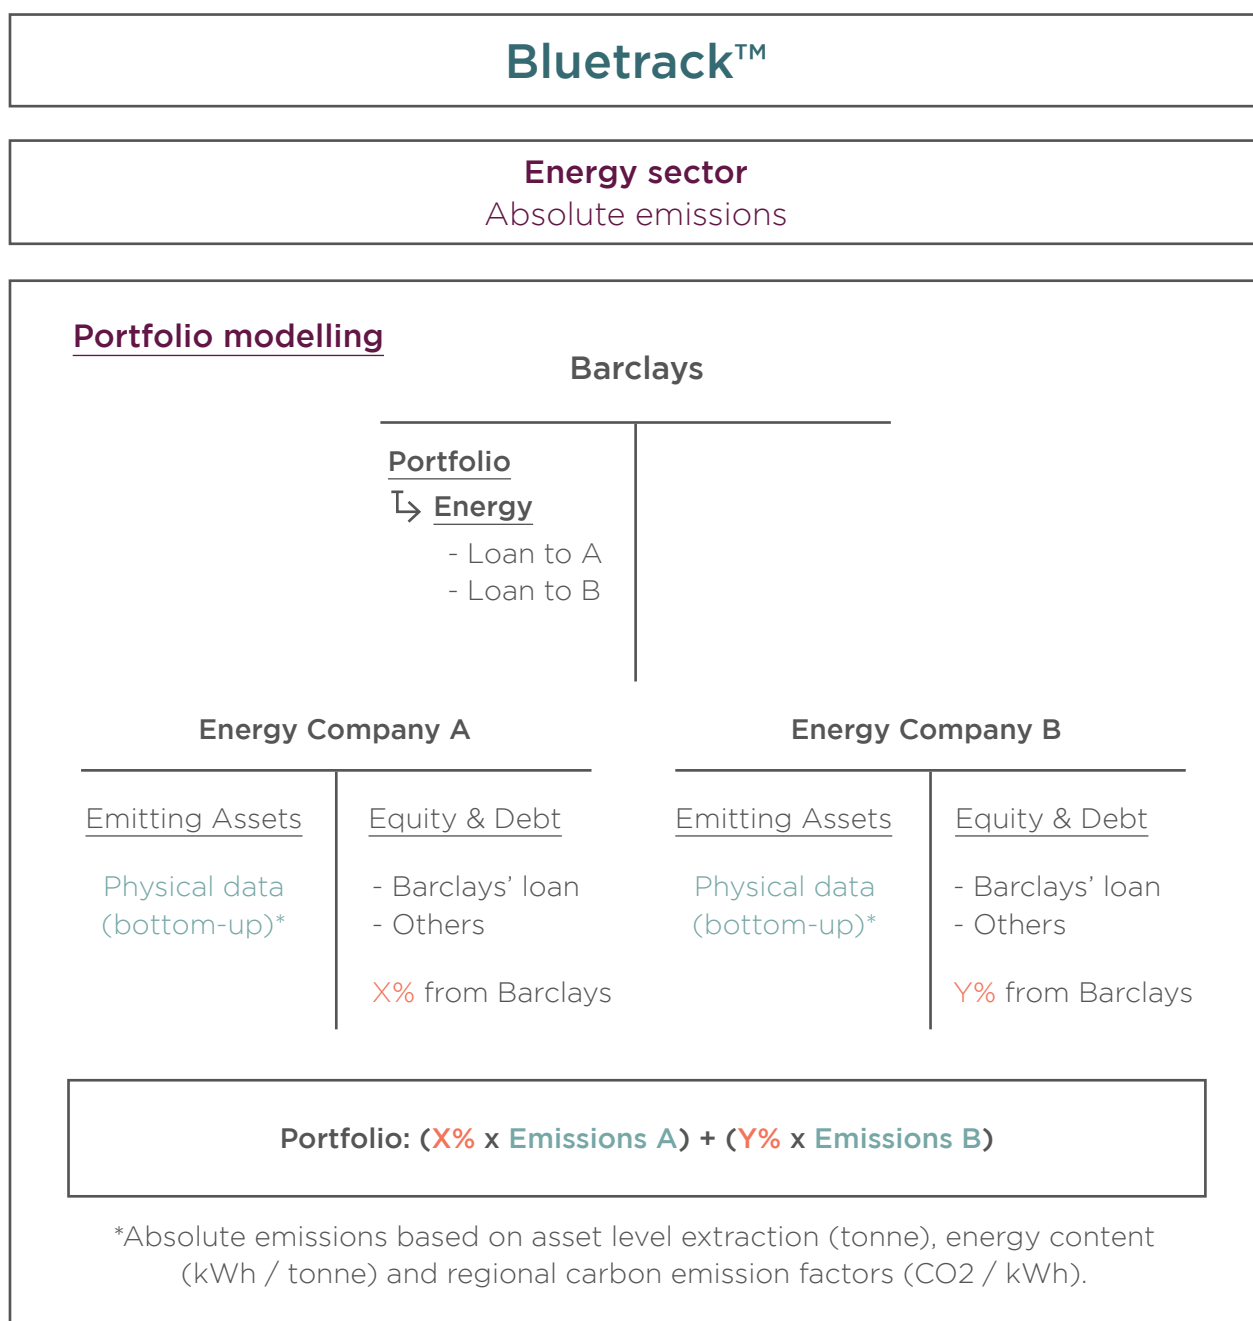 Bluetrack™
Energy sector
Absolute emissions
Portfolio modelling
Barclays
Portfolio
Energy
- Loan to A
- Loan to B
Energy Company A
Emitting Assets
Physical data
(bottom-up)*
Equity & Debt
- Barclays’ loan
- Others
X% from Barclays
Energy Company B
Emitting Assets
Physical data
(bottom-up)*
Equity & Debt
- Barclays’ loan
- Others
Y% from Barclays
Portfolio: (X% x Emissions A) + (Y% x Emissions B)
*Absolute emissions based on asset level extraction (tonne), energy content
(kWh / tonne) and regional carbon emission factors (CO2 / kWh).